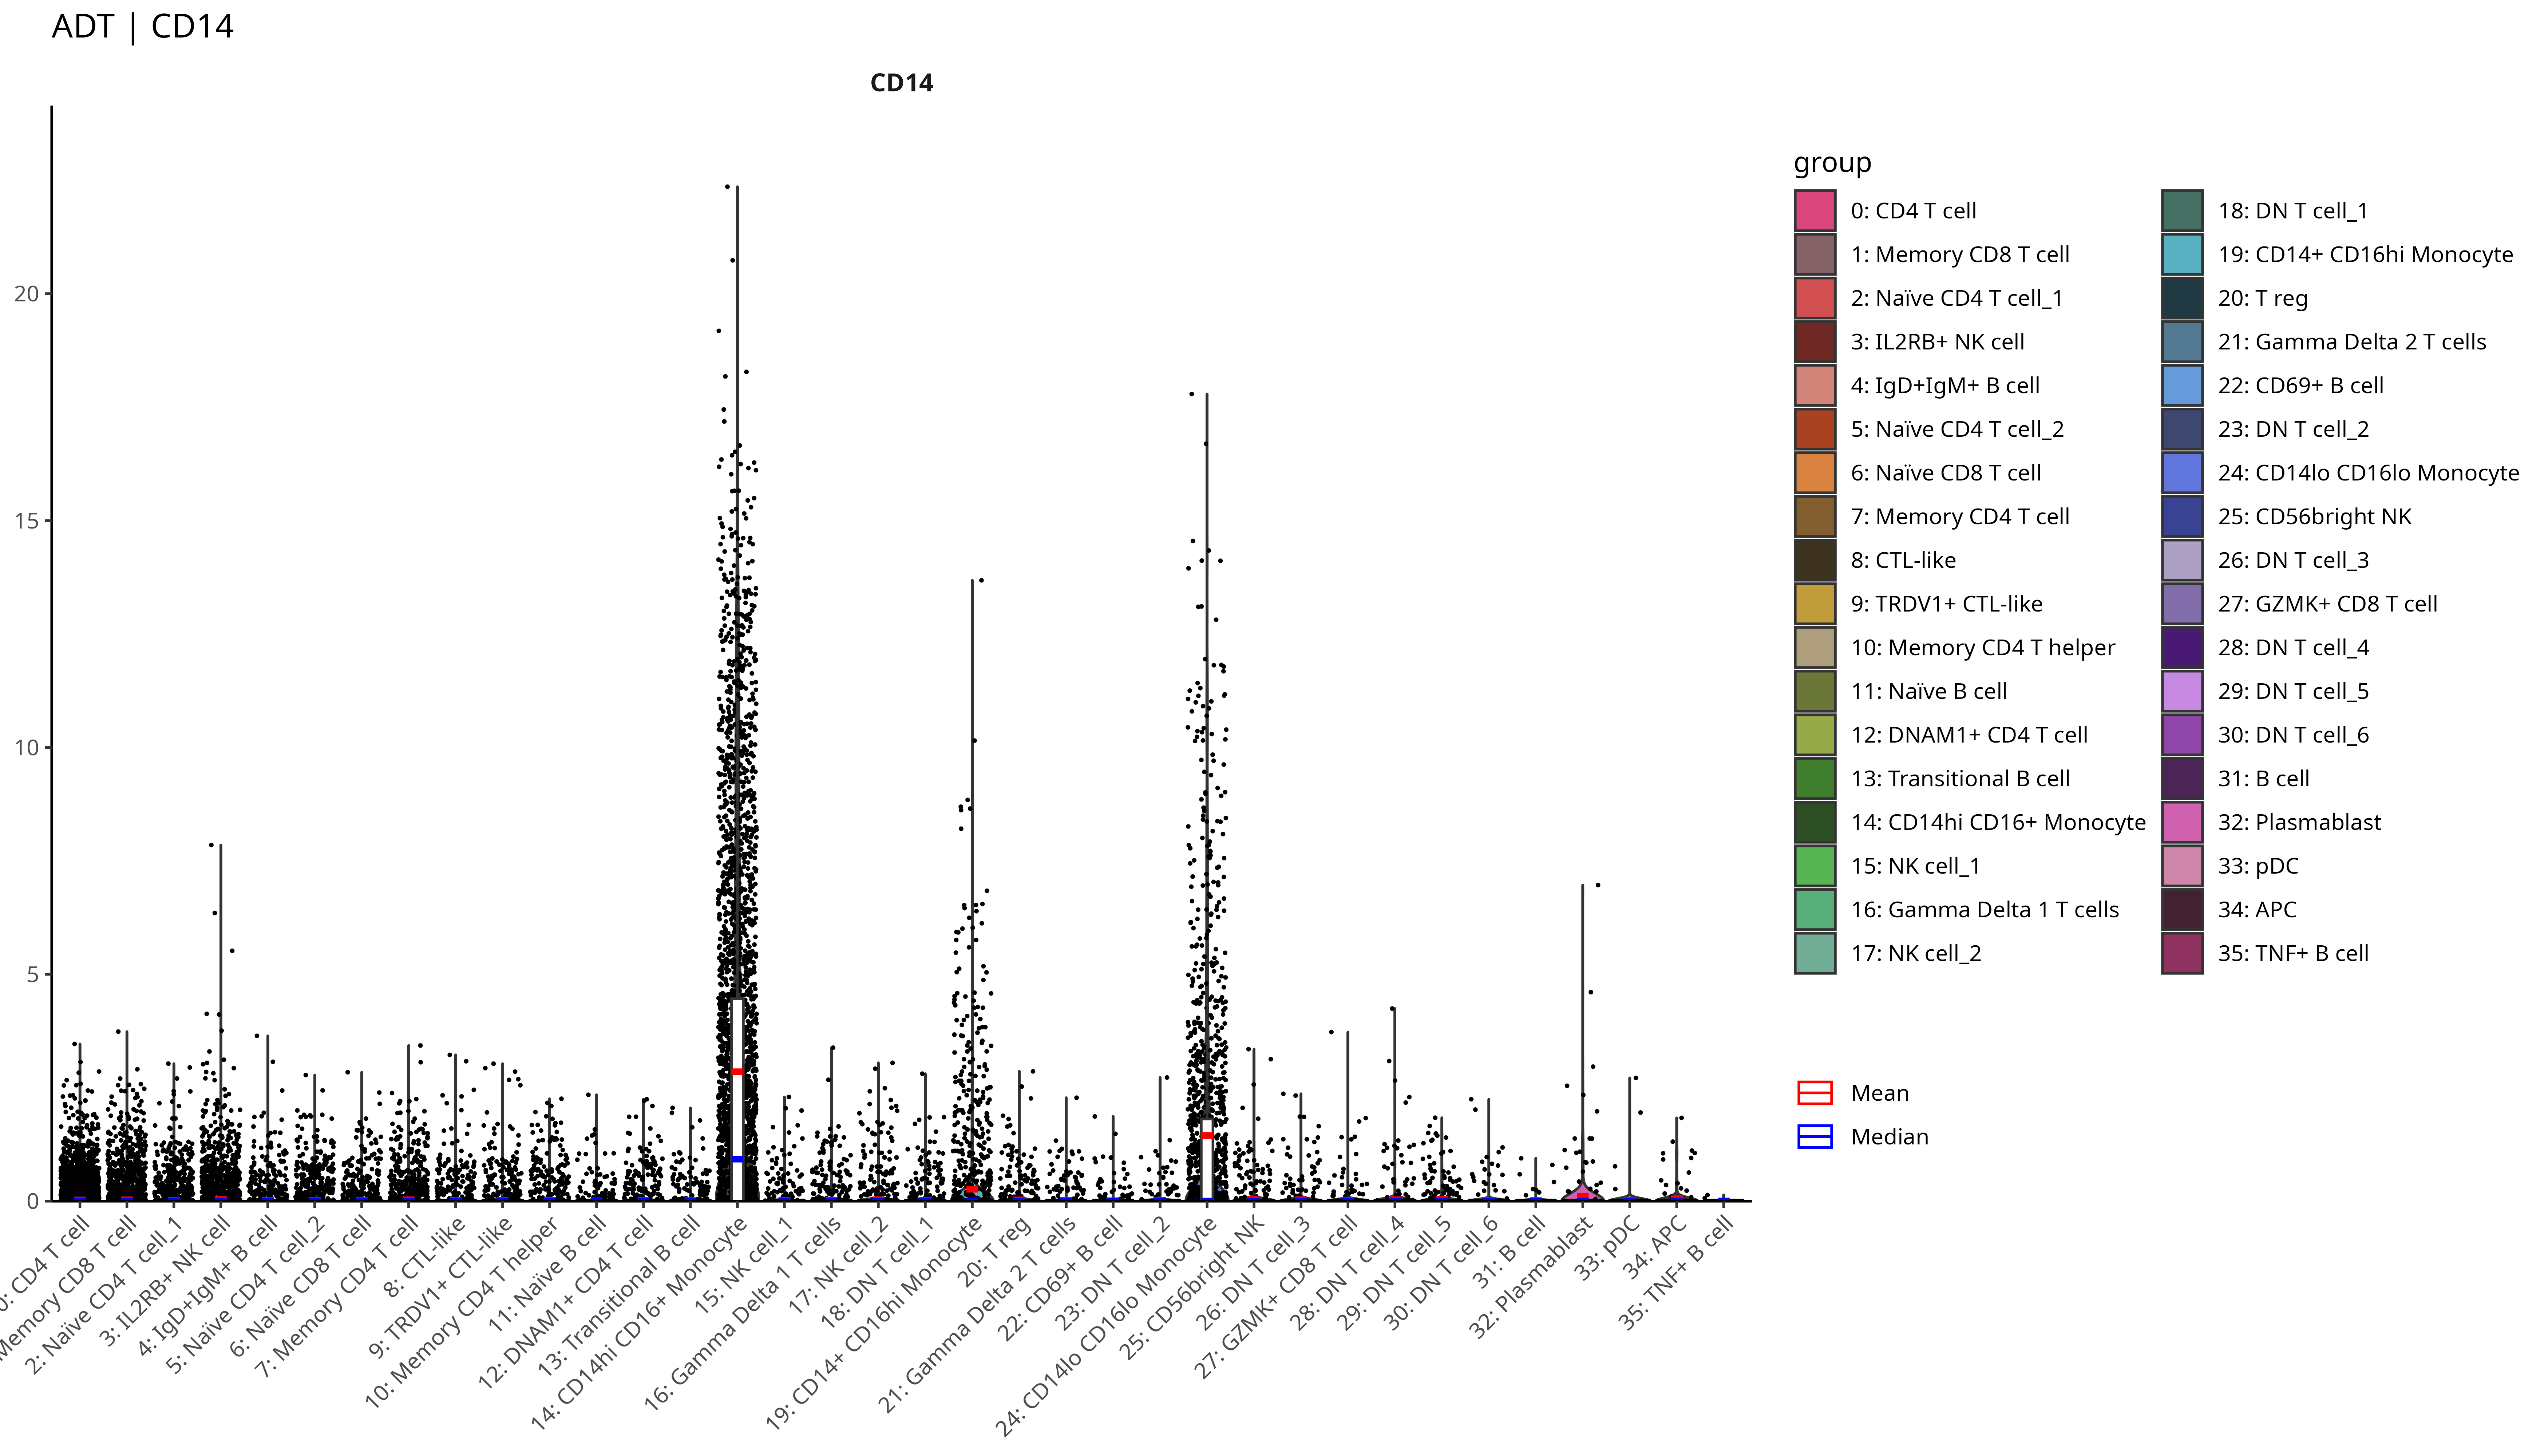 ADT | CD14
CD14
20
15
10
5
0
0: CD4 T cell
Memory CD8 T cell
2: Naïve CD4 T cell_1
3: IL2RB+ NK cell
4: IgD+IgM+ B cell
5: Naïve CD4 T cell_2
6: Naïve CD8 T cell
7: Memory CD4 T cell
8: CTL-like
9: TRDV1+ CTL-like
10: Memory CD4 T helper
11: Naïve B cell
12: DNAM1+ CD4 T cell
13: Transitional B cell
14: CD14hi CD16+ Monocyte
15: NK cell_1
16: Gamma Delta 1 T cells
17: NK cell_2
18: DN T cell_1
19: CD14+ CD16hi Monocyte
20: T reg
21: Gamma Delta 2 T cells
22: CD69+ B cell
23: DN T cell_2
24: CD14lo CD16lo Monocyte
25: CD56bright NK
26: DN T cell_3
27: GZMK+ CD8 T cell
28: DN T cell_4
29: DN T cell_5
30: DN T cell_6
31: B cell
32: Plasmablast
33: pDC
34: APC
35: TNF+ B cell
group
0: CD4 T cell
1: Memory CD8 T cell
2: Naïve CD4 T cell_1
3: IL2RB+ NK cell
4: IgD+IgM+ B cell
5: Naïve CD4 T cell_2
6: Naïve CD8 T cell
7: Memory CD4 T cell
8: CTL-like
9: TRDV1+ CTL-like
10: Memory CD4 T helper
11: Naïve B cell
12: DNAM1+ CD4 T cell
13: Transitional B cell
14: CD14hi CD16+ Monocyte
15: NK cell_1
16: Gamma Delta 1 T cells
17: NK cell_2
18: DN T cell_1
19: CD14+ CD16hi Monocyte
20: T reg
21: Gamma Delta 2 T cells
22: CD69+ B cell
23: DN T cell_2
24: CD14lo CD16lo Monocyte
25: CD56bright NK
26: DN T cell_3
27: GZMK+ CD8 T cell
28: DN T cell_4
29: DN T cell_5
30: DN T cell_6
31: B cell
32: Plasmablast
33: pDC
34: APC
35: TNF+ B cell
Mean
Median